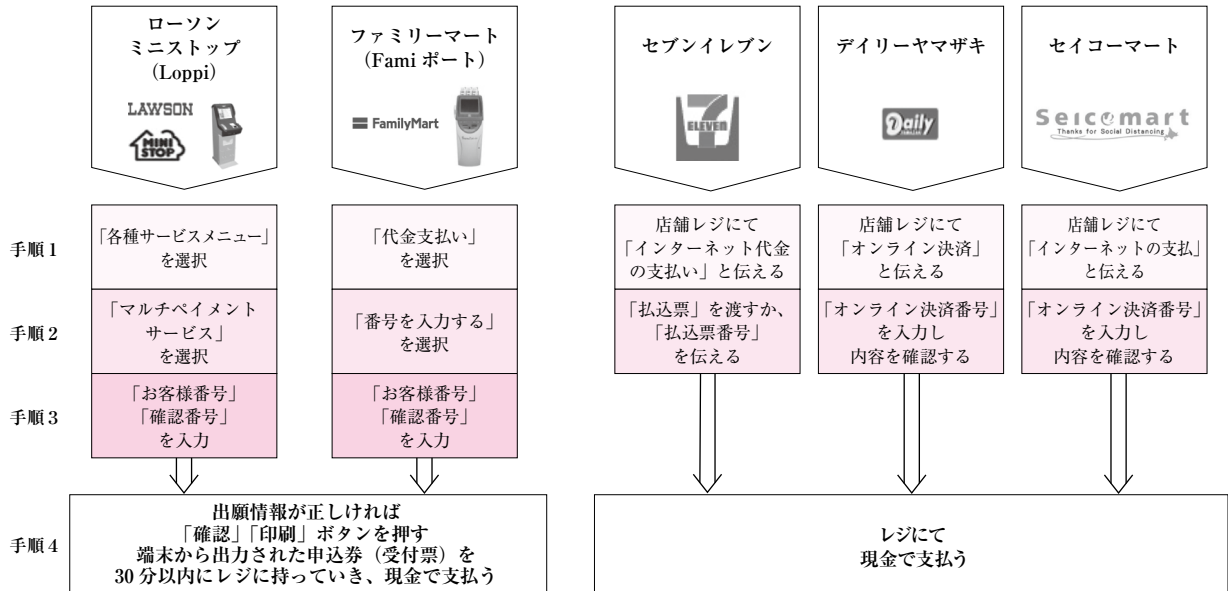 ローソン
ミニストップ
(Loppi)
LAWSON
MINI
STOP
ファミリーマート
(Fami ポート)
FamilyMart
セブンイレブン
7
ELEVEN
デイリーヤマザキ
Daily
セイコーマート
Seicomart
Thanks for Social Distancing
手順1
「各種サービスメニュー」
を選択
「代金支払い」
を選択
店舗レジにて
「インターネット代金
の支払い」と伝える
店舗レジにて
「オンライン決済」
と伝える
店舗レジにて
「インターネットの支払」
と伝える
手順2
「マルチペイメント
サービス」
を選択
「番号を入力する」
を選択
「払込票」を渡すか、
「払込票番号」
を伝える
「オンライン決済番号」
を入力し
内容を確認する
「オンライン決済番号」
を入力し
内容を確認する
手順3
「お客様番号」
「確認番号」
を入力
「お客様番号」
「確認番号」
を入力
手順4
出願情報が正しければ
「確認」「印刷」ボタンを押す
端末から出力された申込券（受付票）を
30分以内にレジに持っていき、現金で支払う
レジにて
現金で支払う